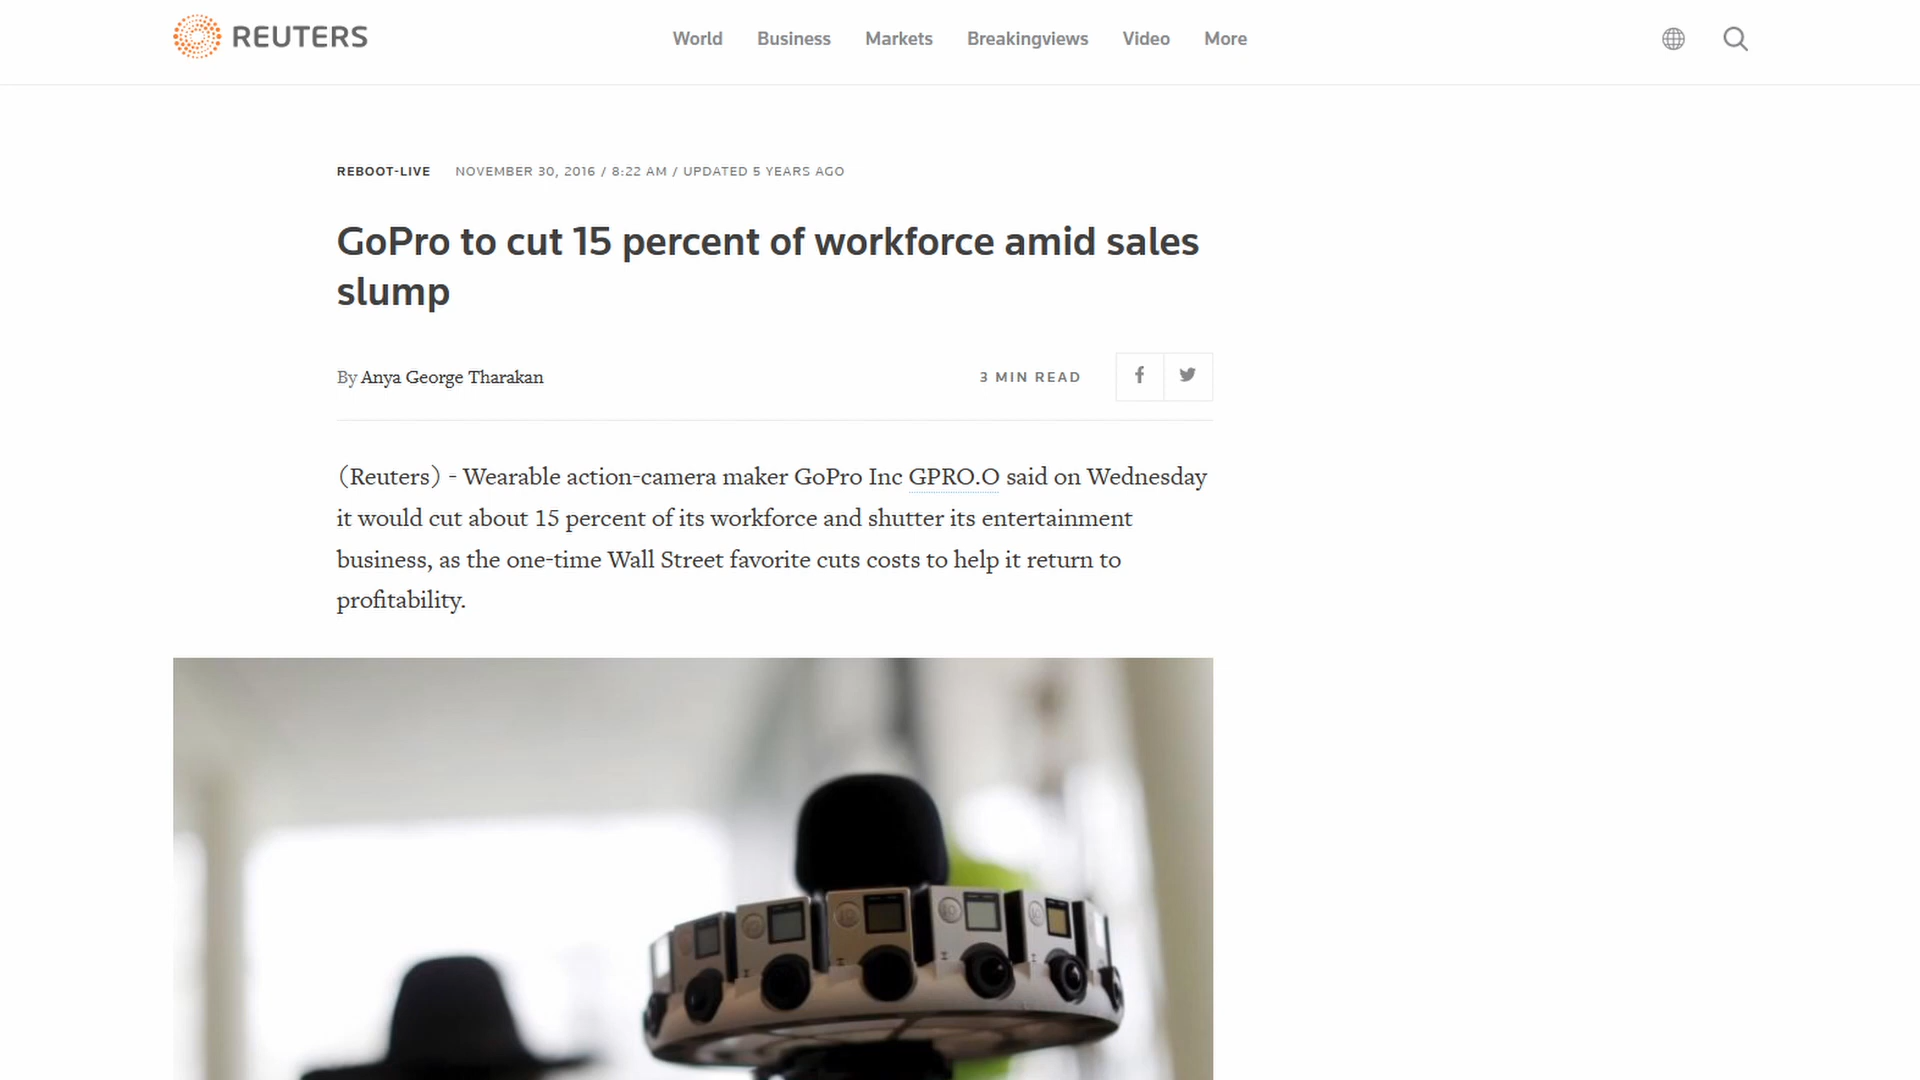 REUTERS
World Business Markets Breakingviews Video More
REBOOT-LIVE NOVEMBER 30, 2016 / 8:22 AM / UPDATED 5 YEARS AGO
GoPro to cut 15 percent of workforce amid sales
slump
By Anya George Tharakan
3 MIN READ
(Reuters) - Wearable action-camera maker GoPro Inc GPRO.O said on Wednesday
it would cut about 15 percent of its workforce and shutter its entertainment
business, as the one-time Wall Street favorite cuts costs to help it return to
profitability.